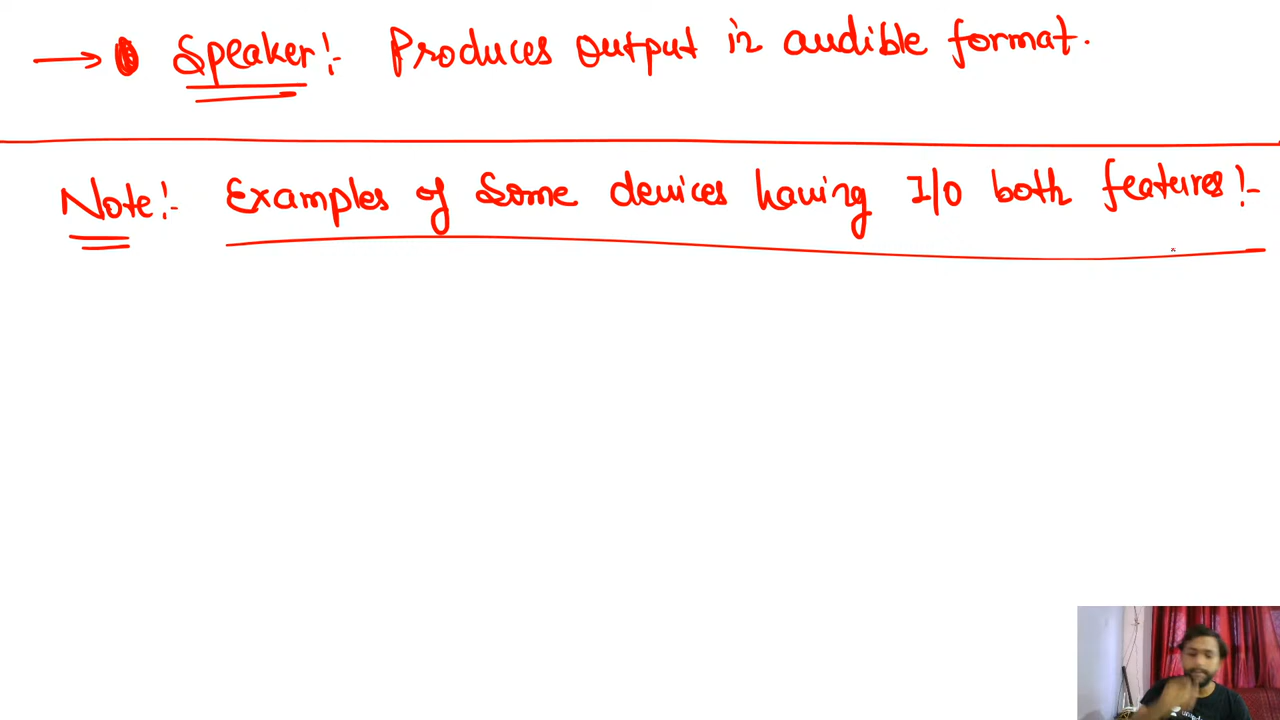 → • Speaker:- Produces output in audible format.
Note:- Examples of some devices having I/O both features:-